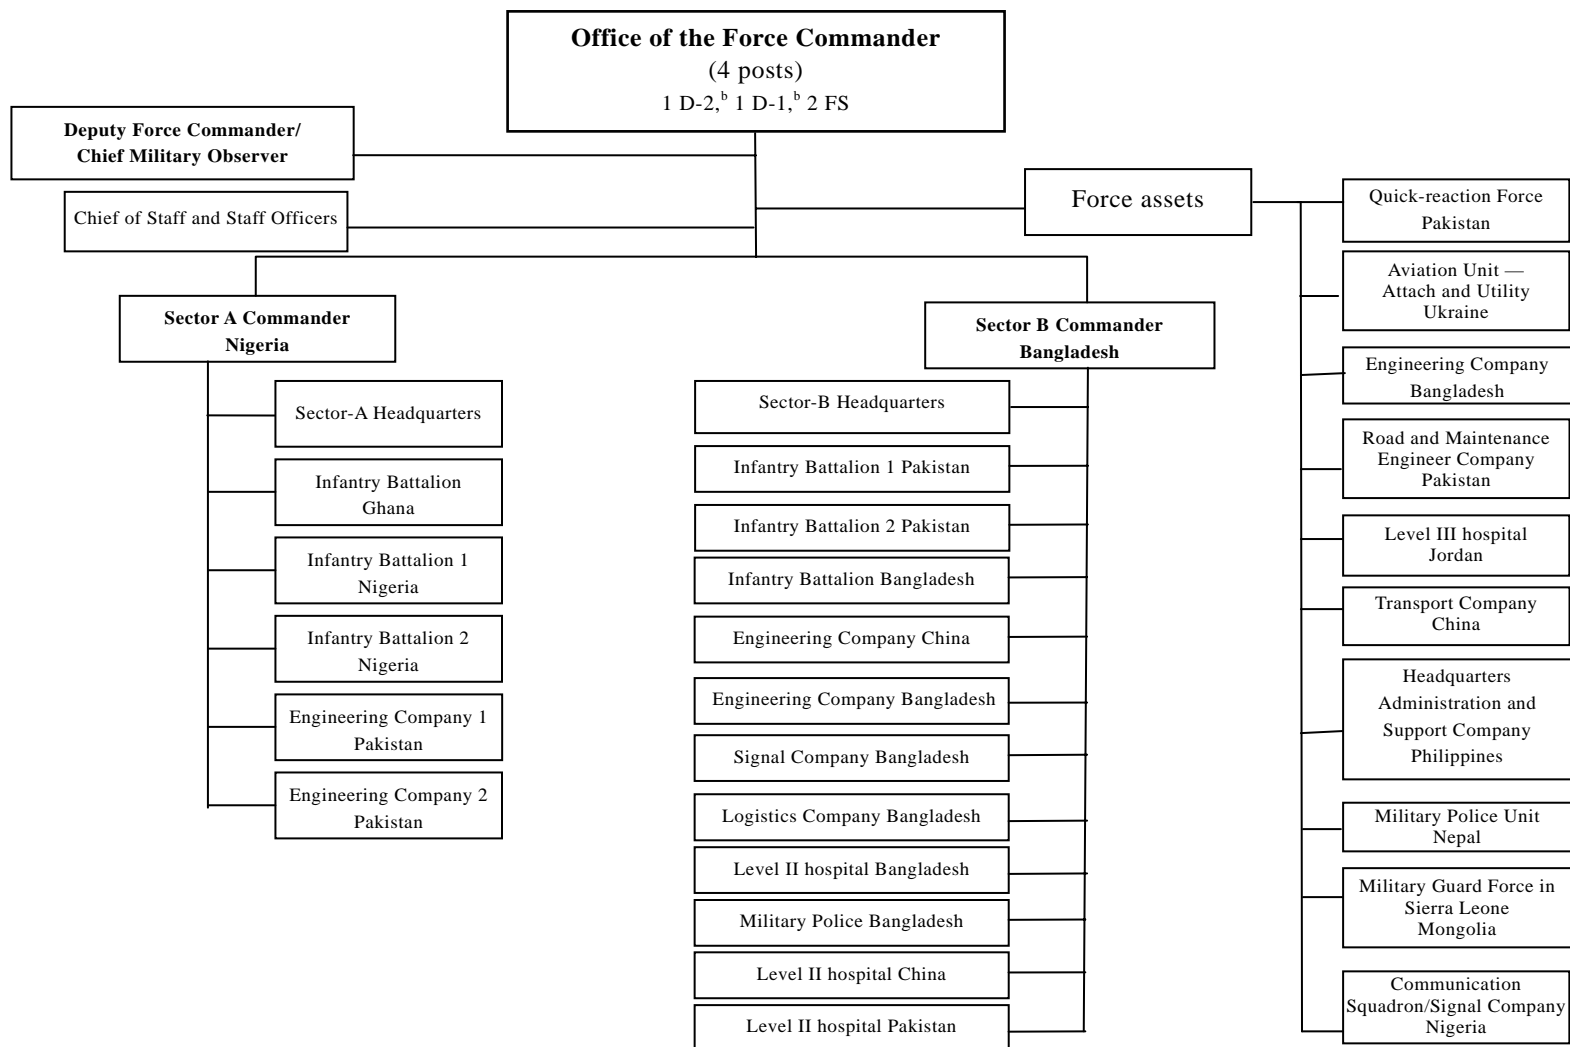 Office of the Force Commander
(4 posts)
1 D-2,ᵇ 1 D-1,ᵇ 2 FS
Deputy Force Commander/
Chief Military Observer
Chief of Staff and Staff Officers
Force assets
Sector A Commander
Nigeria
Sector-A Headquarters
Infantry Battalion
Ghana
Infantry Battalion 1
Nigeria
Infantry Battalion 2
Nigeria
Engineering Company 1
Pakistan
Engineering Company 2
Pakistan
Sector B Commander
Bangladesh
Sector-B Headquarters
Infantry Battalion 1 Pakistan
Infantry Battalion 2 Pakistan
Infantry Battalion Bangladesh
Engineering Company China
Engineering Company Bangladesh
Signal Company Bangladesh
Logistics Company Bangladesh
Level II hospital Bangladesh
Military Police Bangladesh
Level II hospital China
Level II hospital Pakistan
Quick-reaction Force
Pakistan
Aviation Unit —
Attach and Utility
Ukraine
Engineering Company
Bangladesh
Road and Maintenance
Engineer Company
Pakistan
Level III hospital
Jordan
Transport Company
China
Headquarters
Administration and
Support Company
Philippines
Military Police Unit
Nepal
Military Guard Force in
Sierra Leone
Mongolia
Communication
Squadron/Signal Company
Nigeria